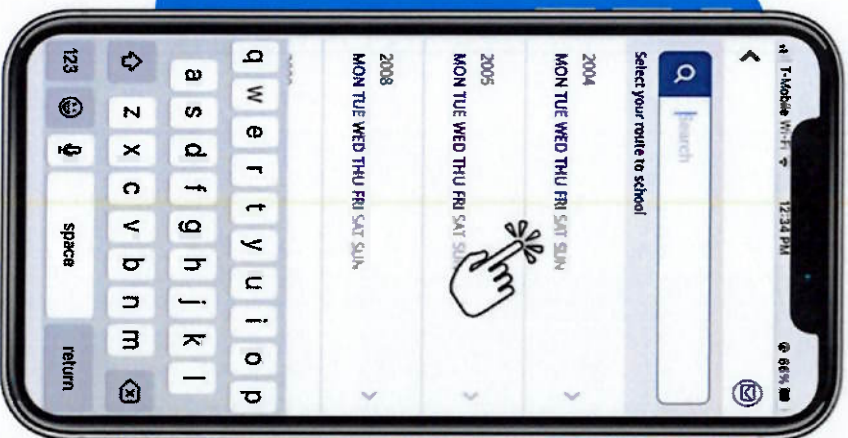 T-Mobile Wi-Fi 12:34 PM 66%
Search
Select your route to school
2004
MON TUE WED THU FRI SAT SUN
2005
MON TUE WED THU FRI SAT SUN
2008
MON TUE WED THU FRI SAT SUN
q w e r t y u i o p
a s d f g h j k l
z x c v b n m
123 space return